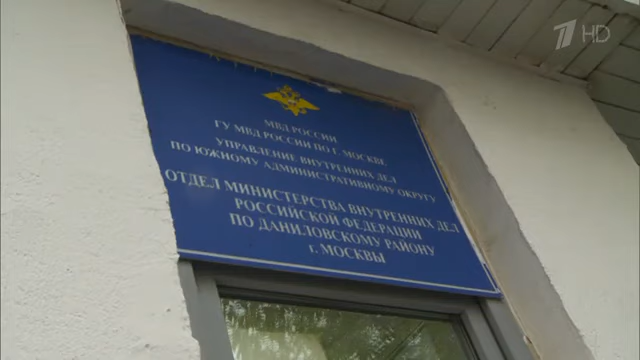 МВД РОССИИ
ГУ МВД РОССИИ ПО Г. МОСКВЕ
УПРАВЛЕНИЕ ВНУТРЕННИХ ДЕЛ
ПО ЮЖНОМУ АДМИНИСТРАТИВНОМУ ОКРУГУ
ОТДЕЛ МИНИСТЕРСТВА ВНУТРЕННИХ ДЕЛ
РОССИЙСКОЙ ФЕДЕРАЦИИ
ПО ДАНИЛОВСКОМУ РАЙОНУ
г. МОСКВЫ
1 HD